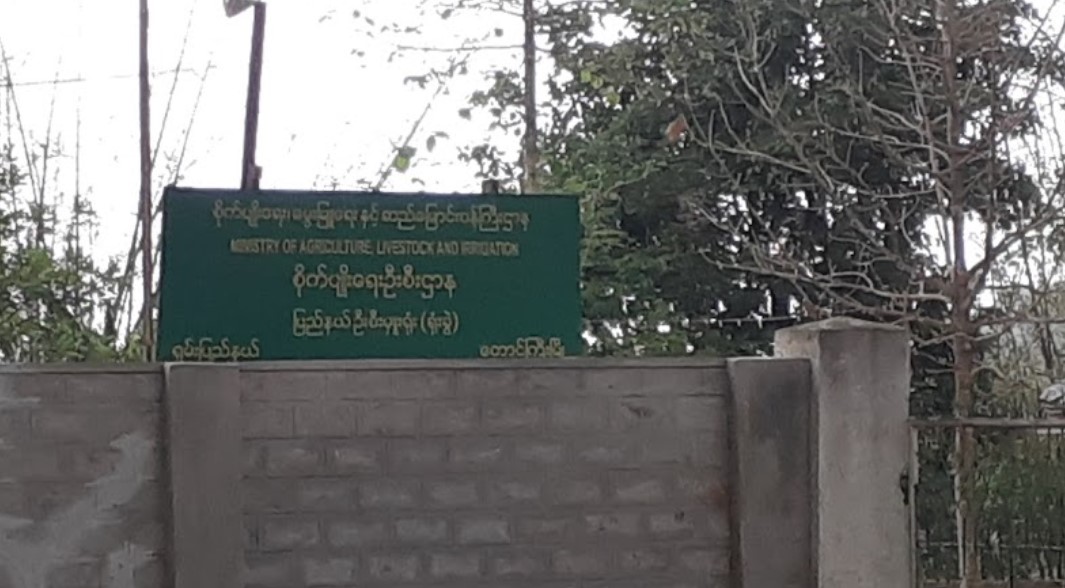 စိုက်ပျိုးရေး၊ မွေးမြူရေးနှင့် ဆည်မြောင်းဝန်ကြီးဌာန
MINISTRY OF AGRICULTURE, LIVESTOCK AND IRRIGATION
စိုက်ပျိုးရေးဦးစီးဌာန
ပြည်နယ်ဦးစီးမှူးရုံး (ရုံးခွဲ)
ရှမ်းပြည်နယ် တောင်ကြီးမြို့